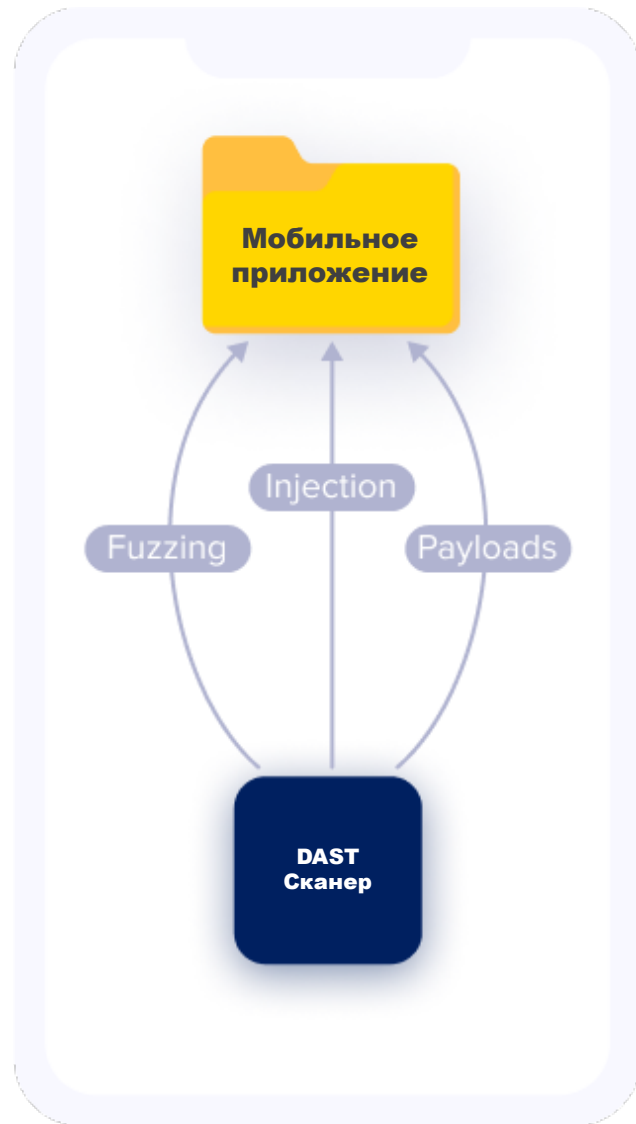 Мобильное
приложение
Injection
Fuzzing
Payloads
DAST
Сканер